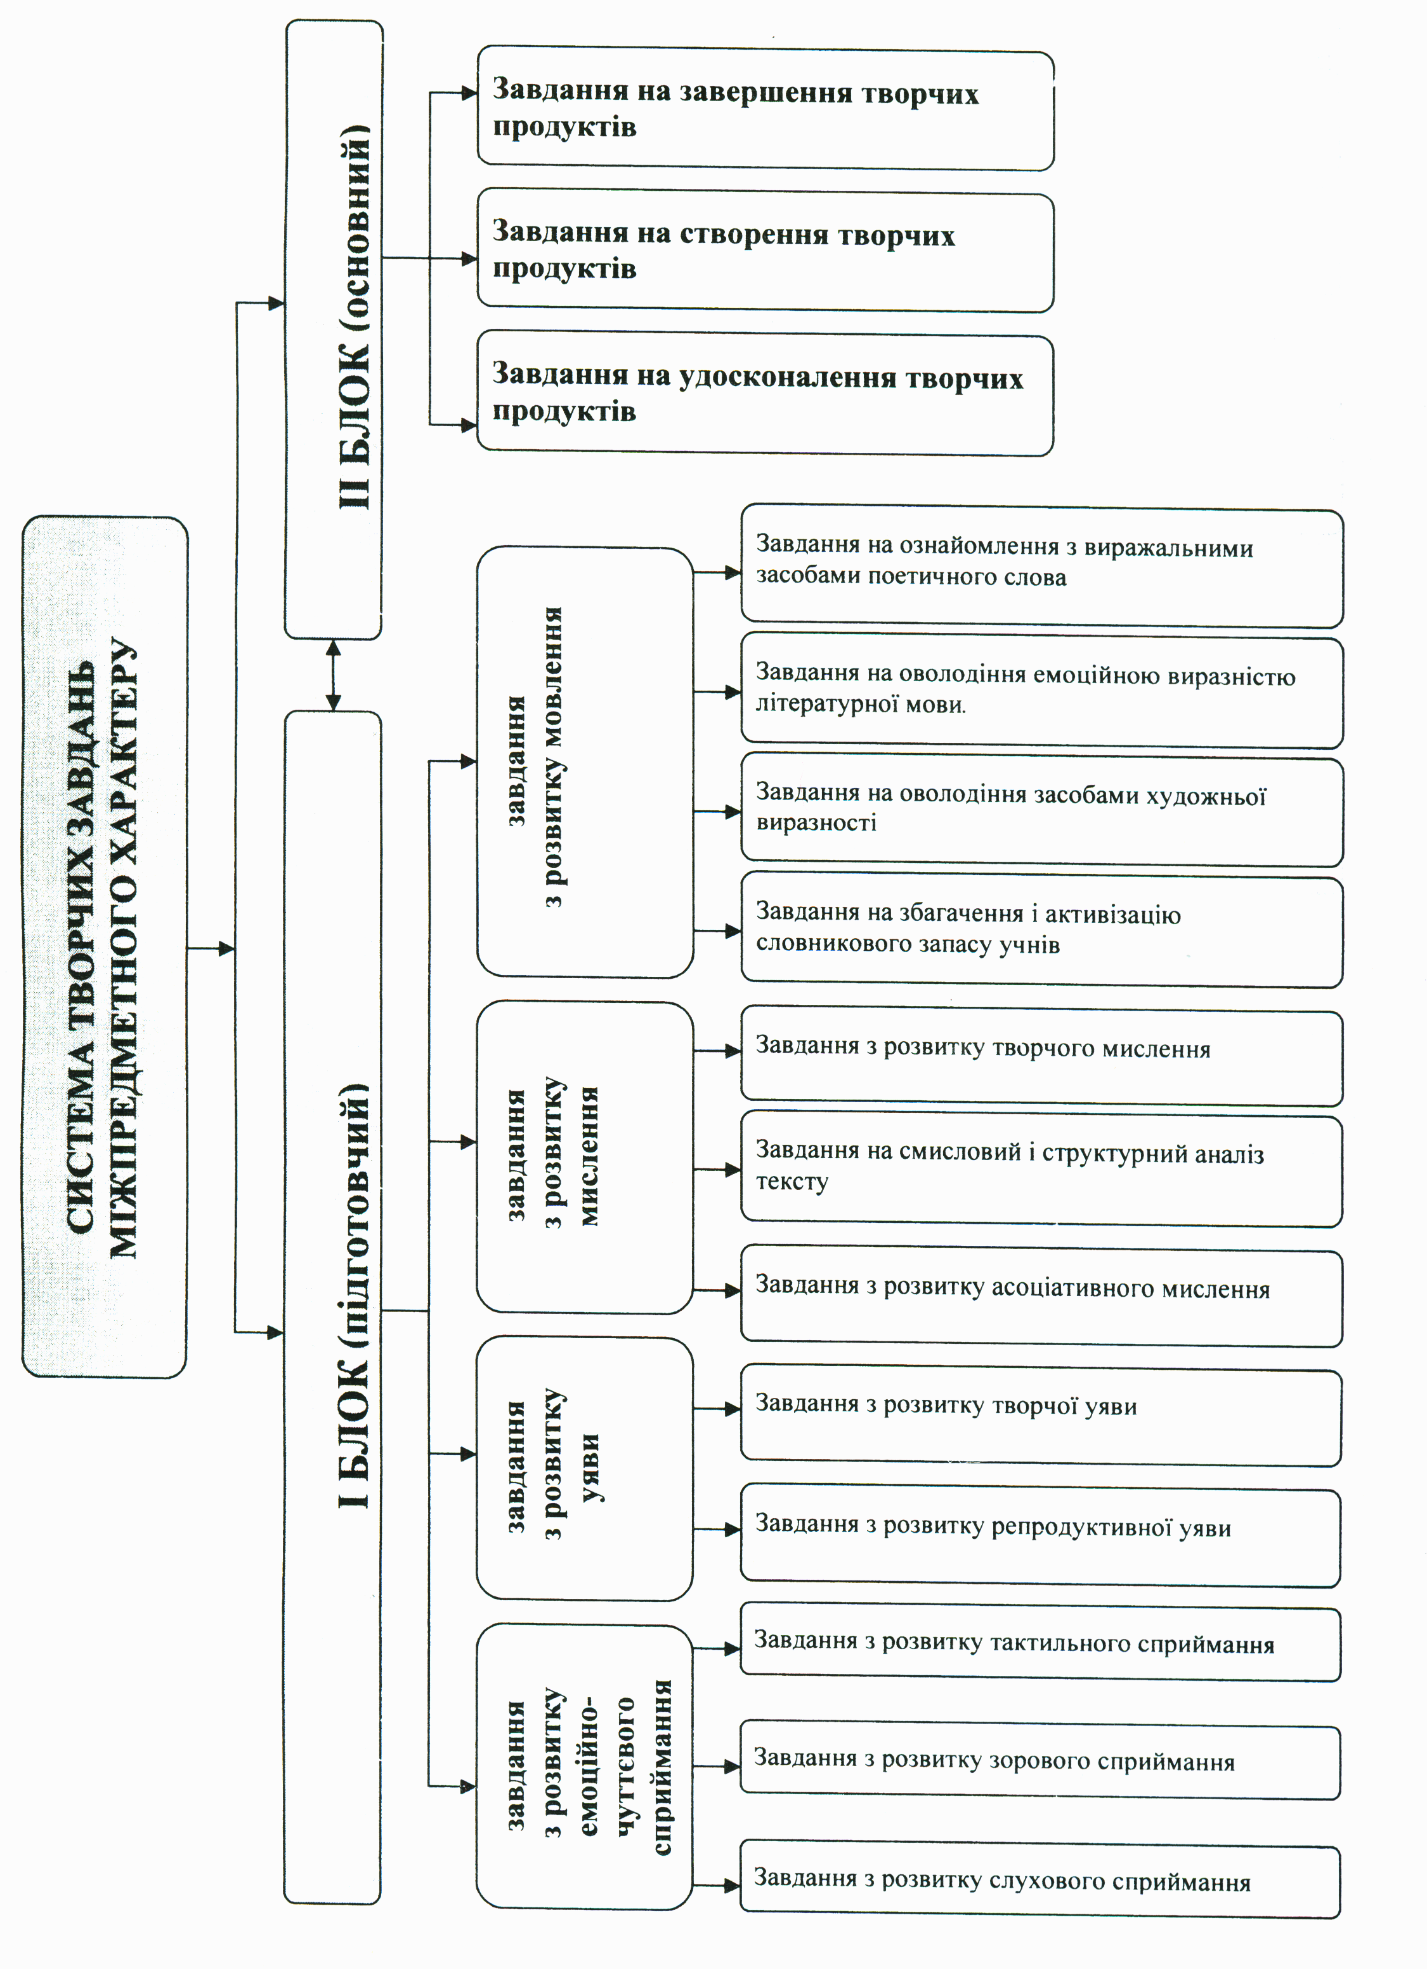 СИСТЕМА ТВОРЧИХ ЗАВДАНЬ
МІЖПРЕДМЕТНОГО ХАРАКТЕРУ
ІІ БЛОК (основний)
Завдання на завершення творчих
продуктів
Завдання на створення творчих
продуктів
Завдання на удосконалення творчих
продуктів
І БЛОК (підготовчий)
завдання
з розвитку мовлення
Завдання на ознайомлення з виражальними
засобами поетичного слова
Завдання на оволодіння емоційною виразністю
літературної мови.
Завдання на оволодіння засобами художньої
виразності
Завдання на збагачення і активізацію
словникового запасу учнів
завдання
з розвитку
мислення
Завдання з розвитку творчого мислення
Завдання на смисловий і структурний аналіз
тексту
Завдання з розвитку асоціативного мислення
завдання
з розвитку
уяви
Завдання з розвитку творчої уяви
Завдання з розвитку репродуктивної уяви
завдання
з розвитку
емоційно-
чуттєвого
сприймання
Завдання з розвитку тактильного сприймання
Завдання з розвитку зорового сприймання
Завдання з розвитку слухового сприймання